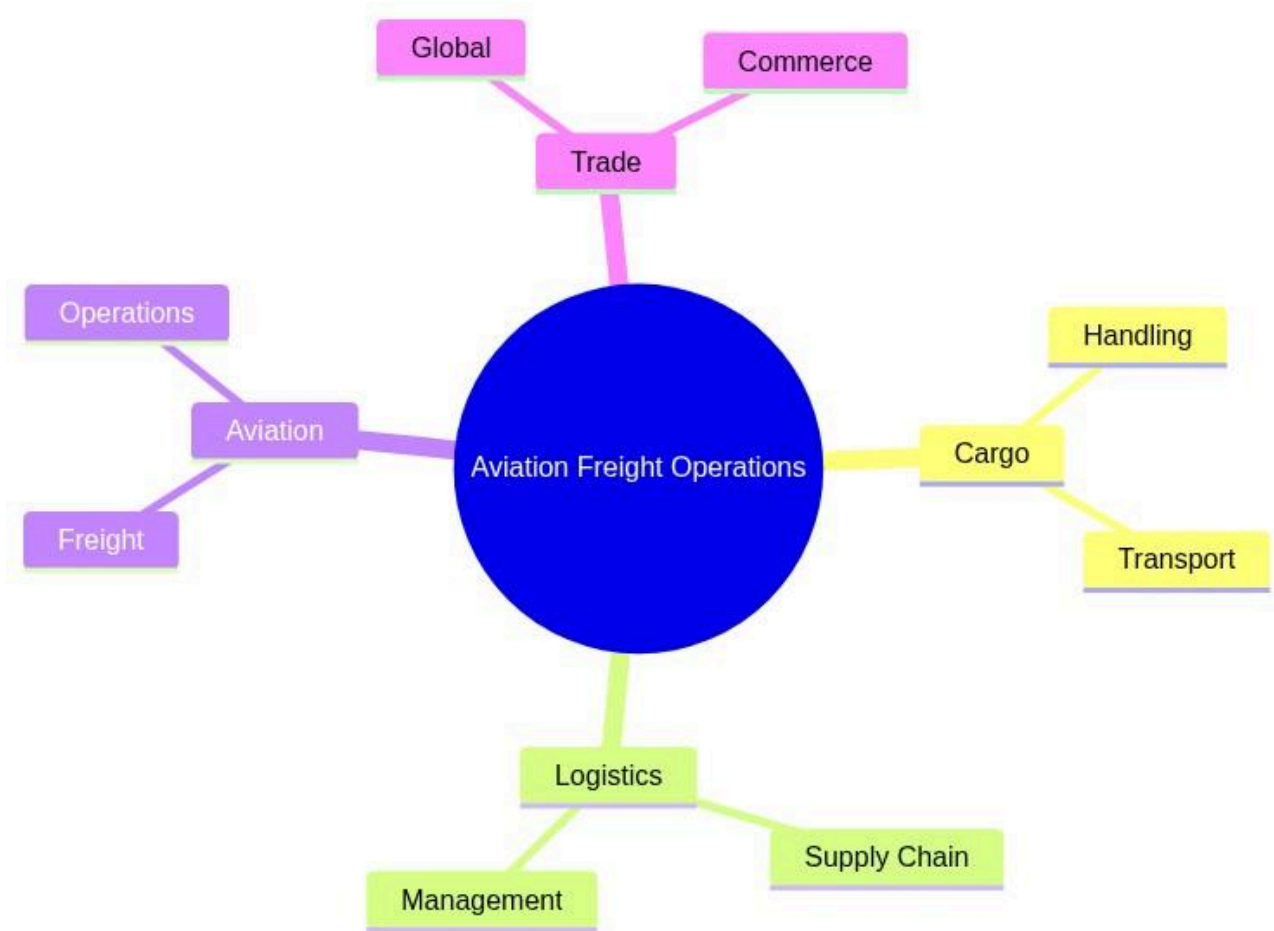 Global
Commerce
Trade
Operations
Handling
Aviation
Cargo
Aviation Freight Operations
Freight
Transport
Logistics
Supply Chain
Management